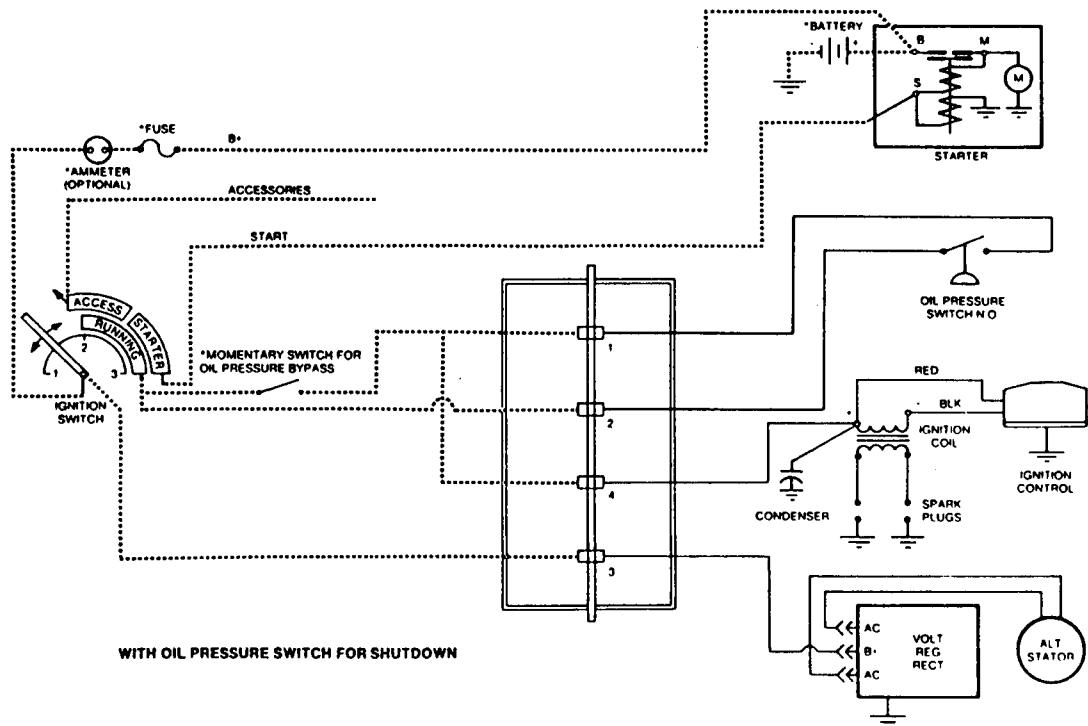 *BATTERY
+
B
M
M
S
STARTER
*FUSE
B+
*AMMETER
(OPTIONAL)
ACCESSORIES
START
ACCESS
RUNNING
STARTER
1
2
3
IGNITION
SWITCH
*MOMENTARY SWITCH FOR
OIL PRESSURE BYPASS
1
2
4
3
OIL PRESSURE
SWITCH N O
RED
BLK
IGNITION
COIL
IGNITION
CONTROL
CONDENSER
SPARK
PLUGS
AC
B+
AC
VOLT
REG
RECT
ALT
STATOR
WITH OIL PRESSURE SWITCH FOR SHUTDOWN